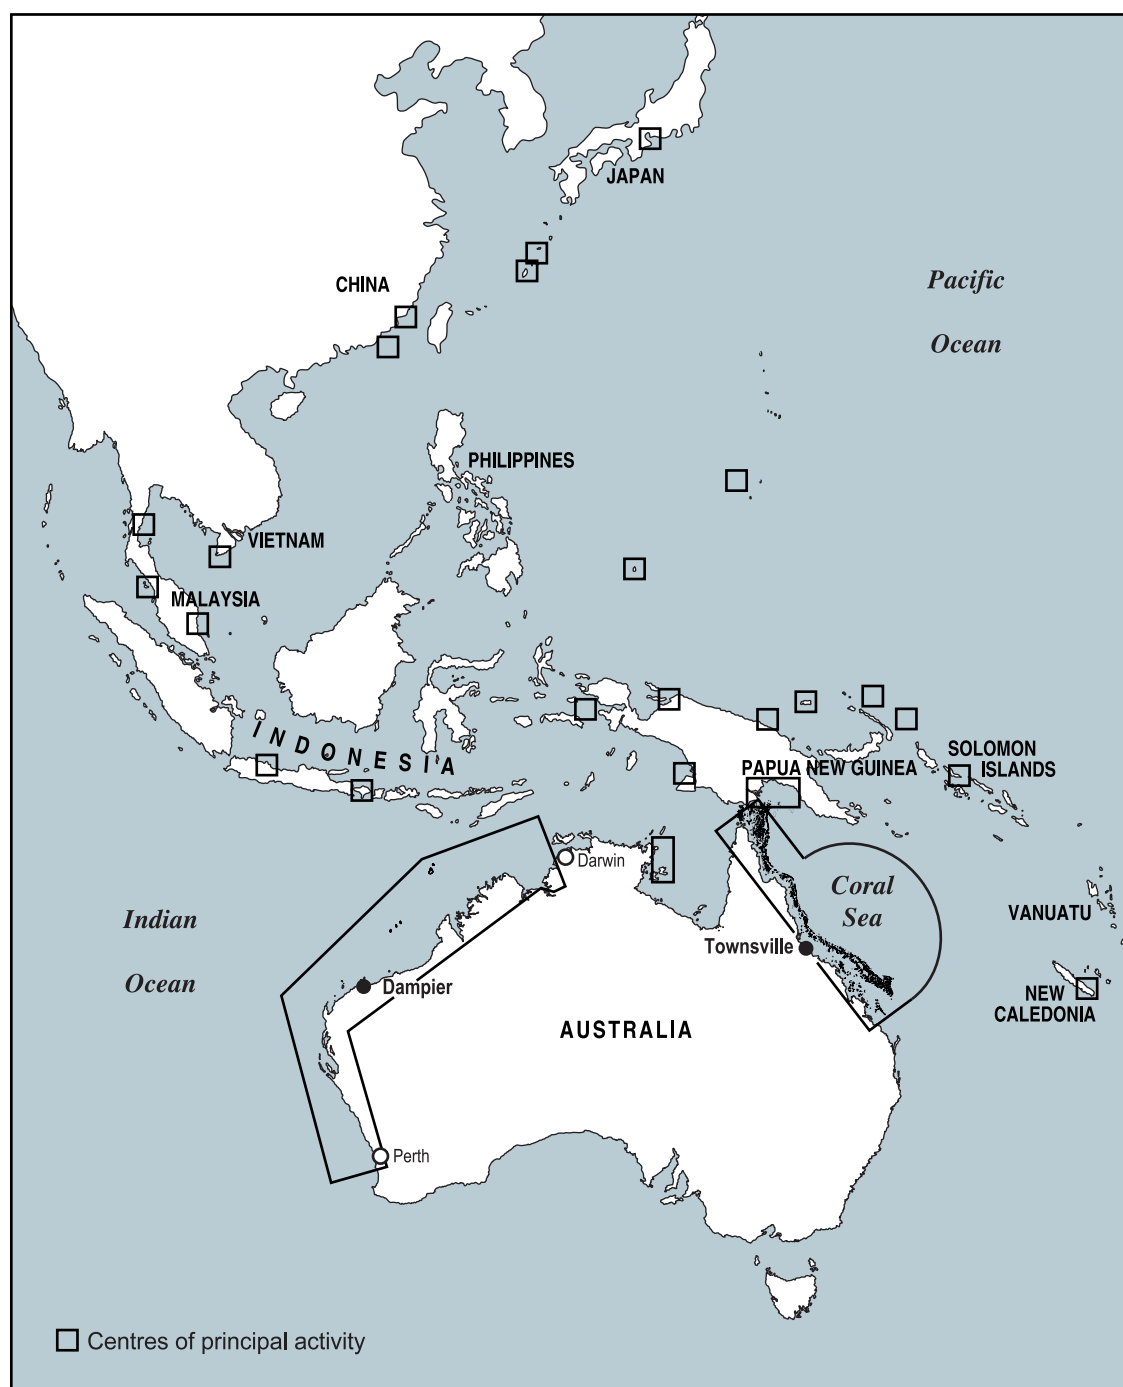 JAPAN
Pacific
CHINA
Ocean
PHILIPPINES
VIETNAM
MALAYSIA
INDONESIA
SOLOMON
ISLANDS
PAPUA NEW GUINEA
Darwin
Coral
Sea
Indian
VANUATU
Townsville
Ocean
Dampier
NEW
CALEDONIA
AUSTRALIA
Perth
Centres of principal activity